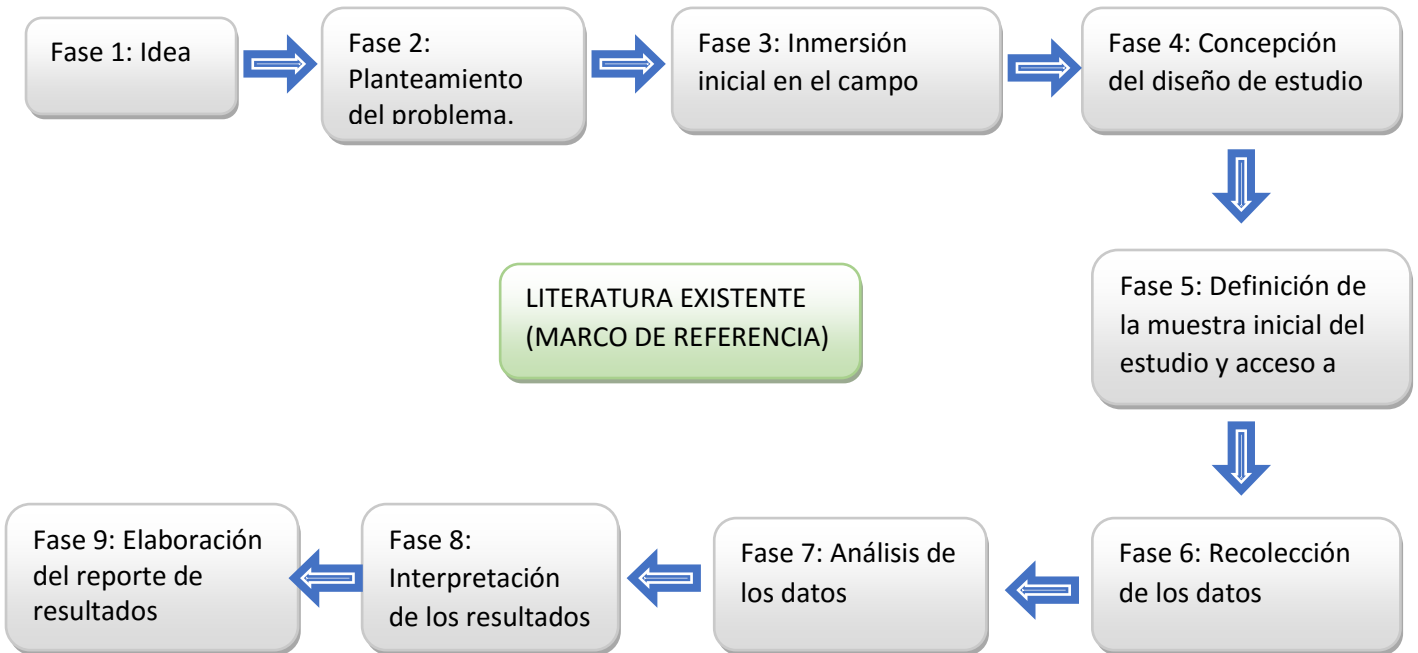 Fase 1: Idea
Fase 2:
Planteamiento
del problema.
Fase 3: Inmersión
inicial en el campo
Fase 4: Concepción
del diseño de estudio
LITERATURA EXISTENTE
(MARCO DE REFERENCIA)
Fase 5: Definición de
la muestra inicial del
estudio y acceso a
Fase 6: Recolección
de los datos
Fase 7: Análisis de
los datos
Fase 8:
Interpretación
de los resultados
Fase 9: Elaboración
del reporte de
resultados